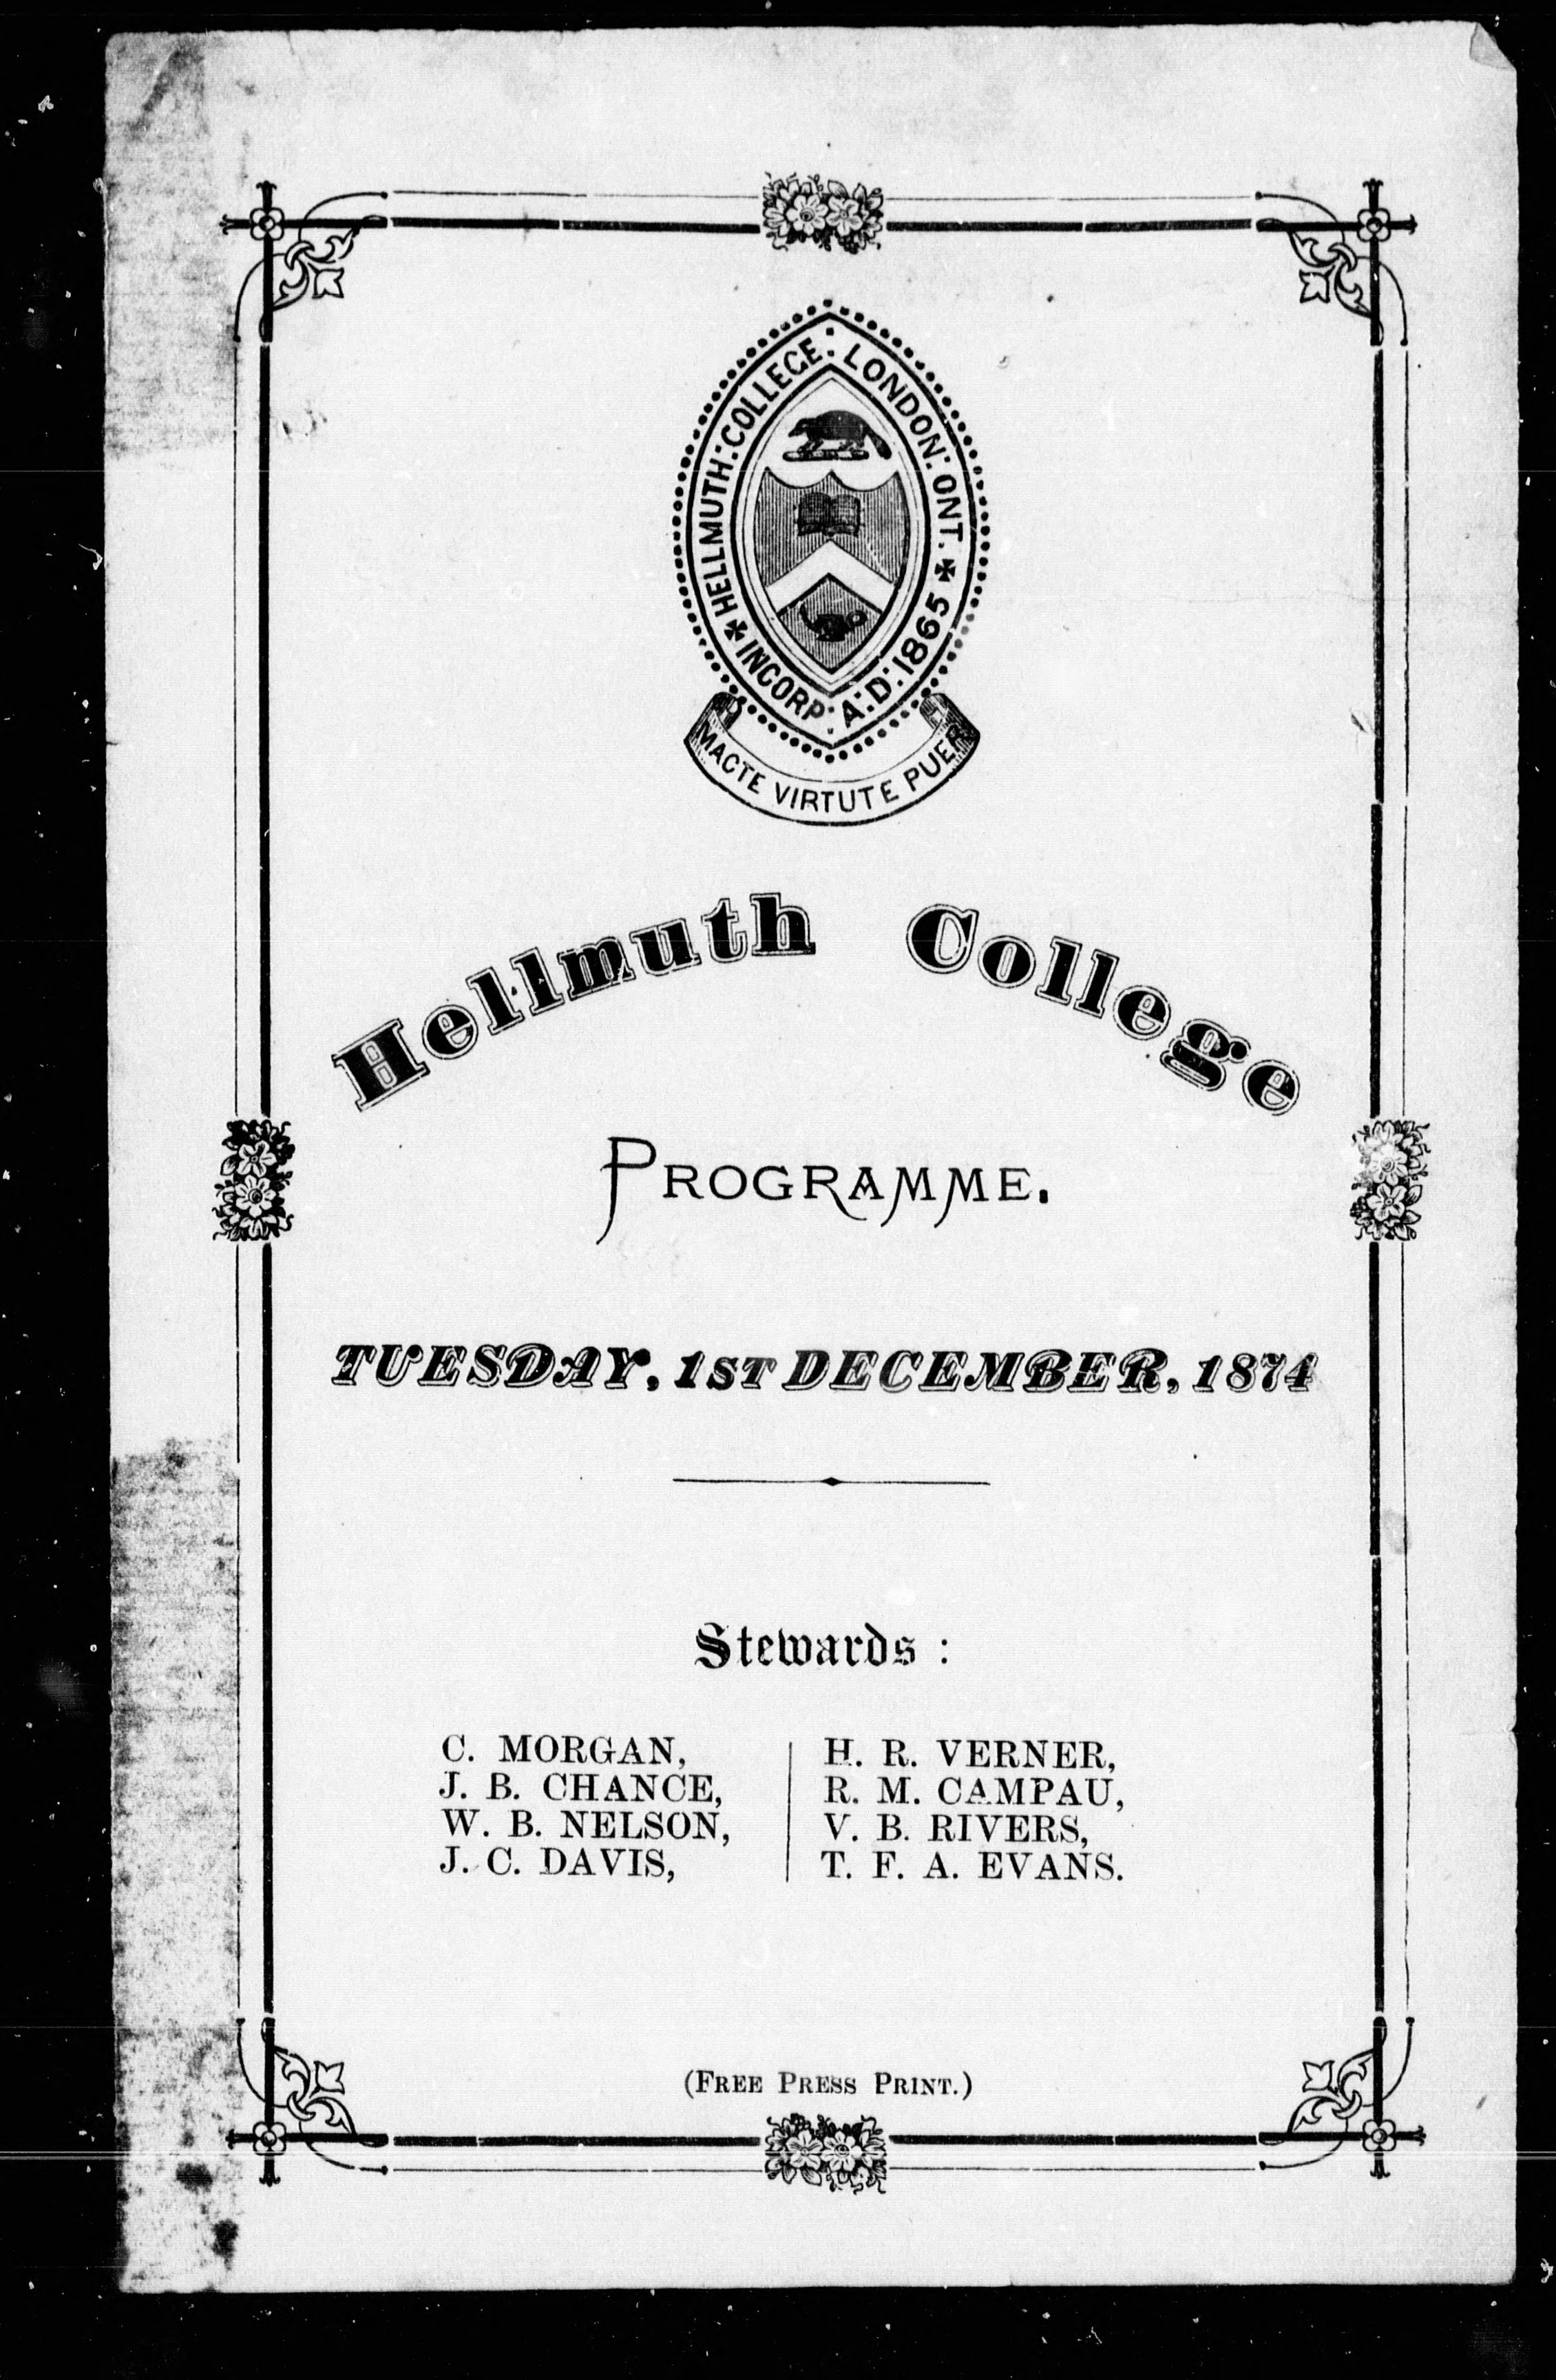 HELLMUTH: COLLEGE: LONDON: ONT.
INCORP: A: D: 1865
MACTE VIRTUTE PUER
Hellmuth College
PROGRAMME.
TUESDAY, 1ST DECEMBER, 1874
Stewards :
C. MORGAN,
J. B. CHANCE,
W. B. NELSON,
J. C. DAVIS,
H. R. VERNER,
R. M. CAMPAU,
V. B. RIVERS,
T. F. A. EVANS.
(FREE PRESS PRINT.)